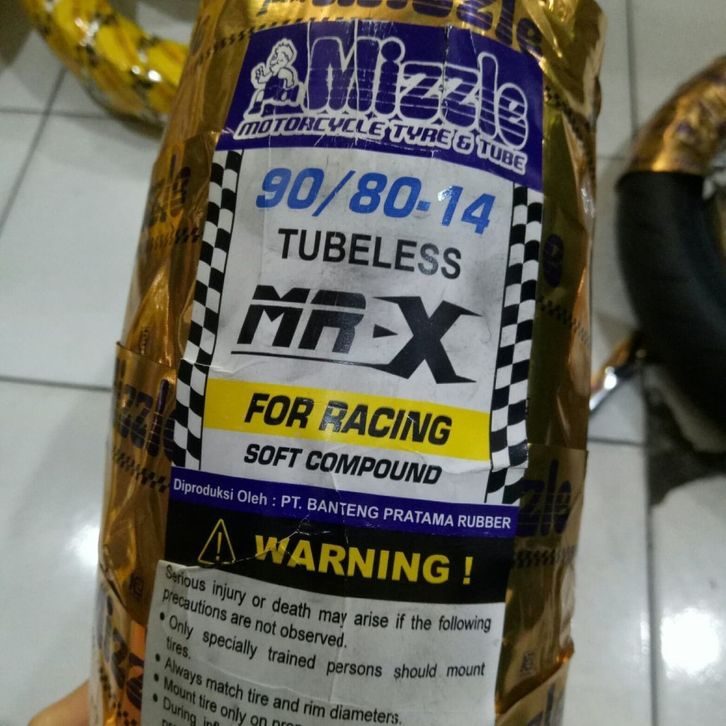 Mizzle
MOTORCYCLE TYRE & TUBE
90/80-14
TUBELESS
MR-X
FOR RACING
SOFT COMPOUND
Diproduksi Oleh : PT. BANTENG PRATAMA RUBBER
WARNING !
Serious injury or death may arise if the following
precautions are not observed.
• Only specially trained persons should mount
tires.
• Always match tire and rim diameters.
• Mount tire only on
• During